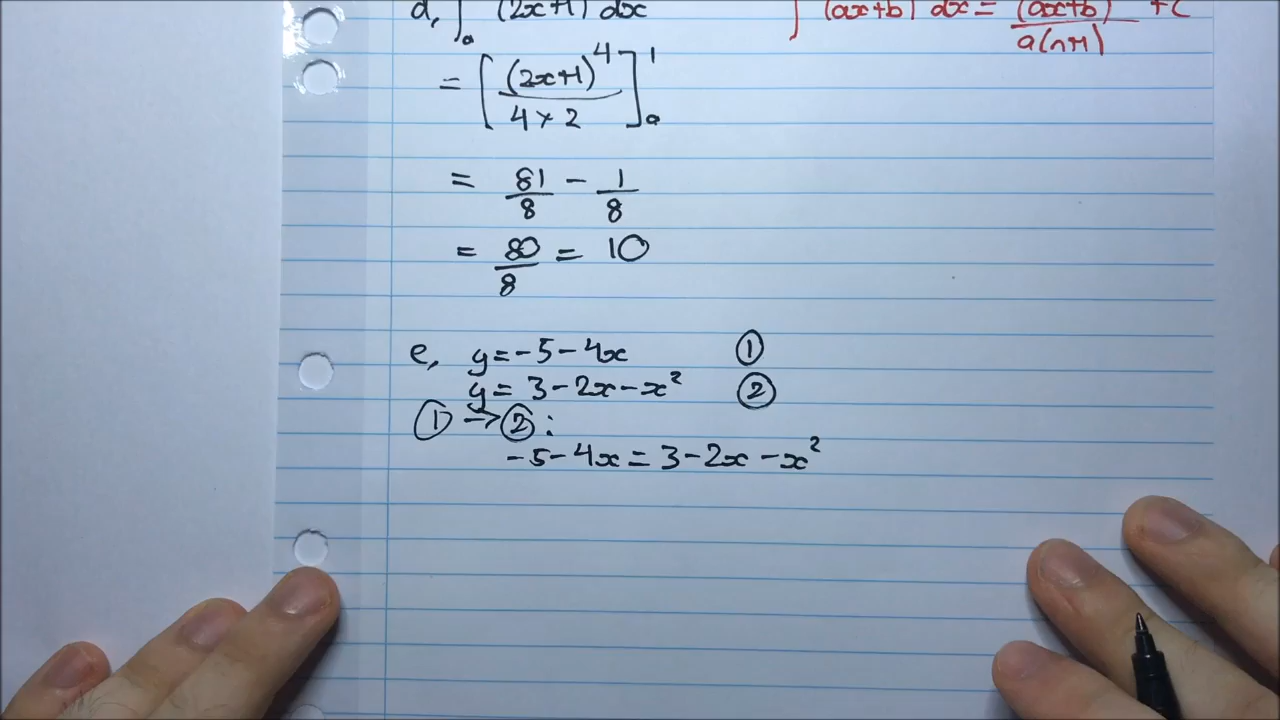 d, ∫₀ (2x+1) dx
∫ (ax+b) dx = (ax+b) / a(n+1) + C
= [ (2x+1)⁴ / 4×2 ]₀¹
= 81/8 - 1/8
= 80/8 = 10
e, y = -5 - 4x ①
y = 3 - 2x - x² ②
① → ② :
-5 - 4x = 3 - 2x - x²